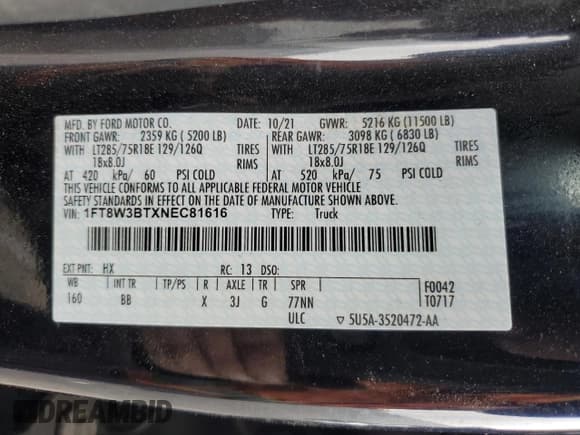 MFD. BY FORD MOTOR CO. DATE: 10/21 GVWR: 5216 KG (11500 LB)
FRONT GAWR: 2359 KG ( 5200 LB) REAR GAWR: 3098 KG ( 6830 LB)
WITH LT285/75R18E 129/126Q TIRES WITH LT285/75R18E 129/126Q TIRES
18x8.0J RIMS 18x8.0J RIMS
AT 420 kPa/ 60 PSI COLD AT 520 kPa/ 75 PSI COLD
THIS VEHICLE CONFORMS TO ALL APPLICABLE FEDERAL MOTOR VEHICLE
SAFETY STANDARDS IN EFFECT ON THE DATE OF MANUFACTURE SHOWN ABOVE.
VIN: 1FT8W3BTXNEC81616 TYPE: Truck
EXT PNT: HX RC: 13 DSO:
WB INT TR TP/PS R AXLE TR SPR F0042
160 BB X 3J G 77NN T0717
ULC ▽ 5U5A-3520472-AA
DREAMBID